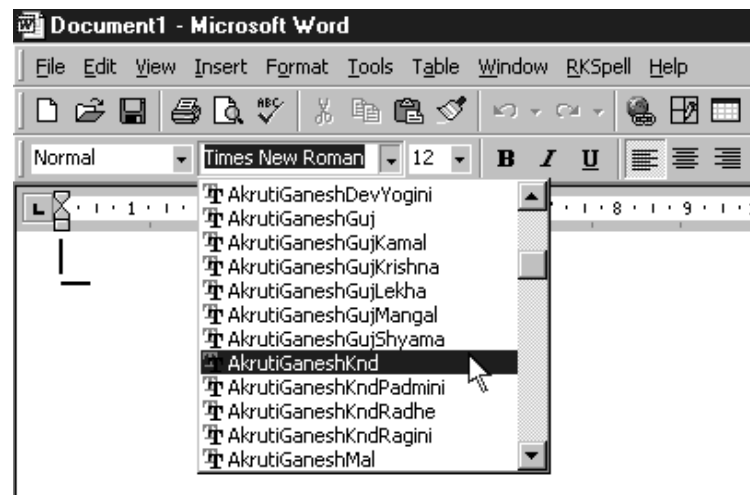 Document1 - Microsoft Word
File Edit View Insert Format Tools Table Window RKSpell Help
ABC
Normal Times New Roman 12 B I U
L 1 8 9
AkrutiGaneshDevYogini
AkrutiGaneshGuj
AkrutiGaneshGujKamal
AkrutiGaneshGujKrishna
AkrutiGaneshGujLekha
AkrutiGaneshGujMangal
AkrutiGaneshGujShyama
AkrutiGaneshKnd
AkrutiGaneshKndPadmini
AkrutiGaneshKndRadhe
AkrutiGaneshKndRagini
AkrutiGaneshMal